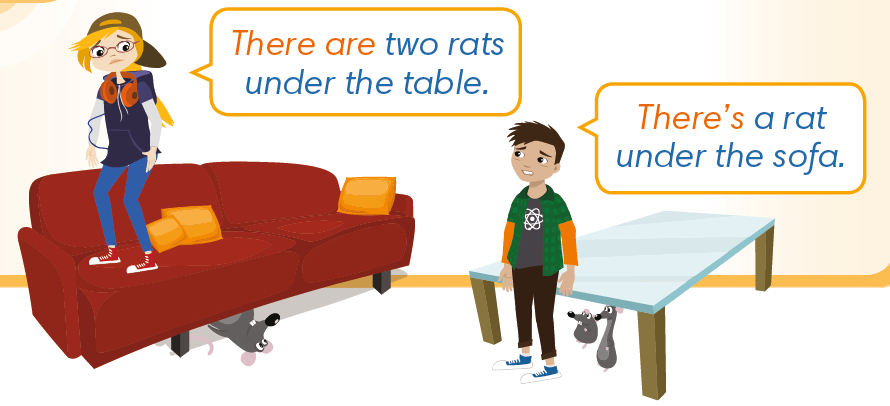 There are two rats
under the table.
There's a rat
under the sofa.